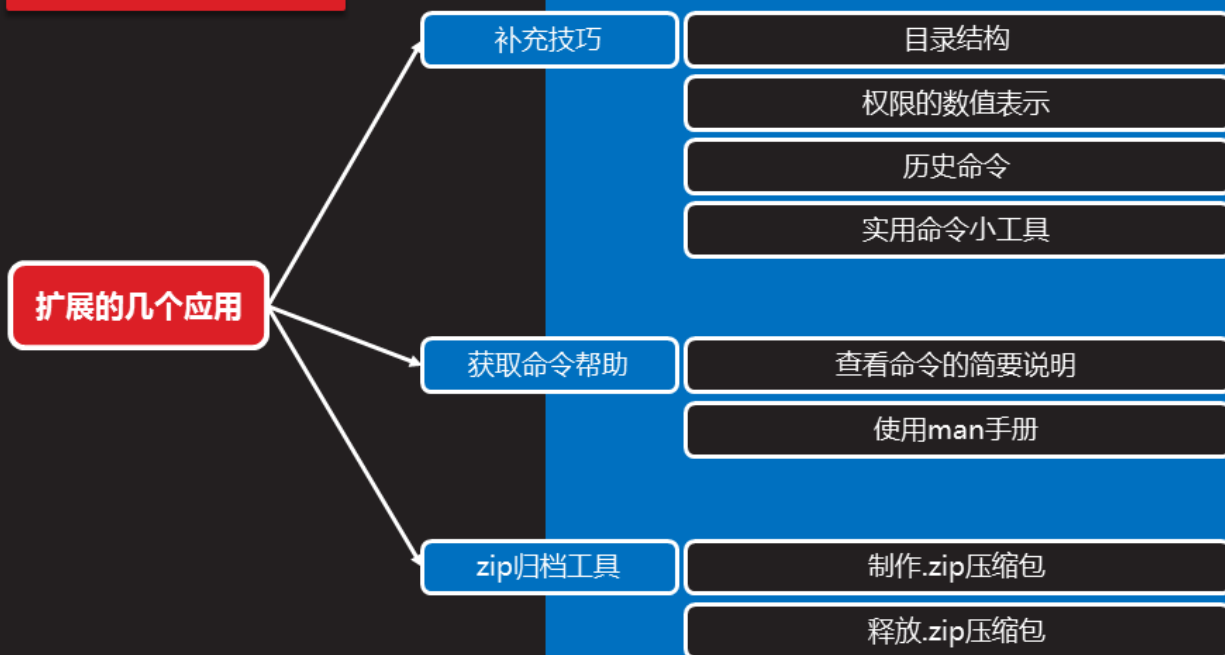 补充技巧
目录结构
权限的数值表示
历史命令
实用命令小工具
扩展的几个应用
获取命令帮助
查看命令的简要说明
使用man手册
zip归档工具
制作.zip压缩包
释放.zip压缩包